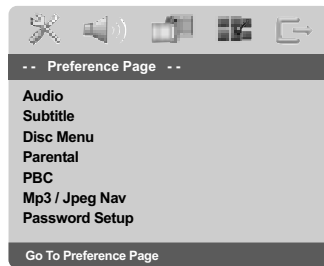 - - Preference Page - -
Audio
Subtitle
Disc Menu
Parental
PBC
Mp3 / Jpeg Nav
Password Setup
Go To Preference Page